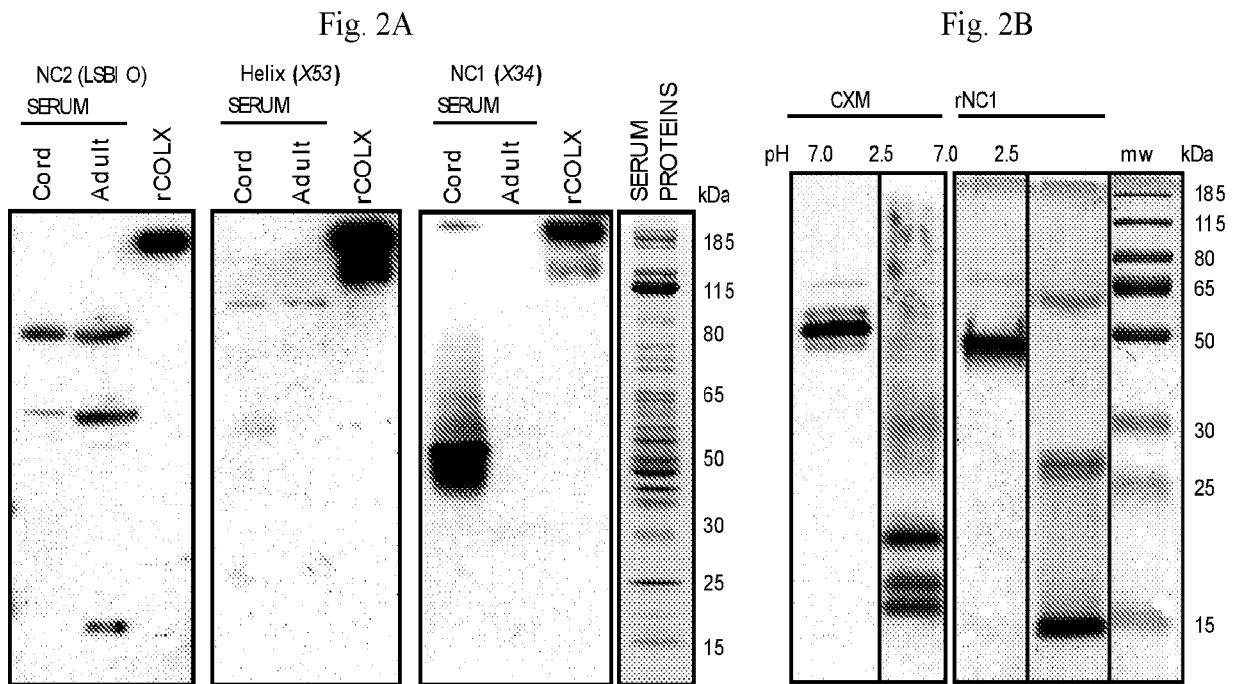 Fig. 2A
Fig. 2B
NC2 (LSBI O)
Helix (X53)
NC1 (X34)
SERUM
SERUM
SERUM
Cord
Adult
rCOLX
Cord
Adult
rCOLX
Cord
Adult
rCOLX
SERUM
PROTEINS
kDa
185
115
80
65
50
30
25
15
CXM
rNC1
pH 7.0 2.5 7.0 2.5 mw kDa
185
115
80
65
50
30
25
15